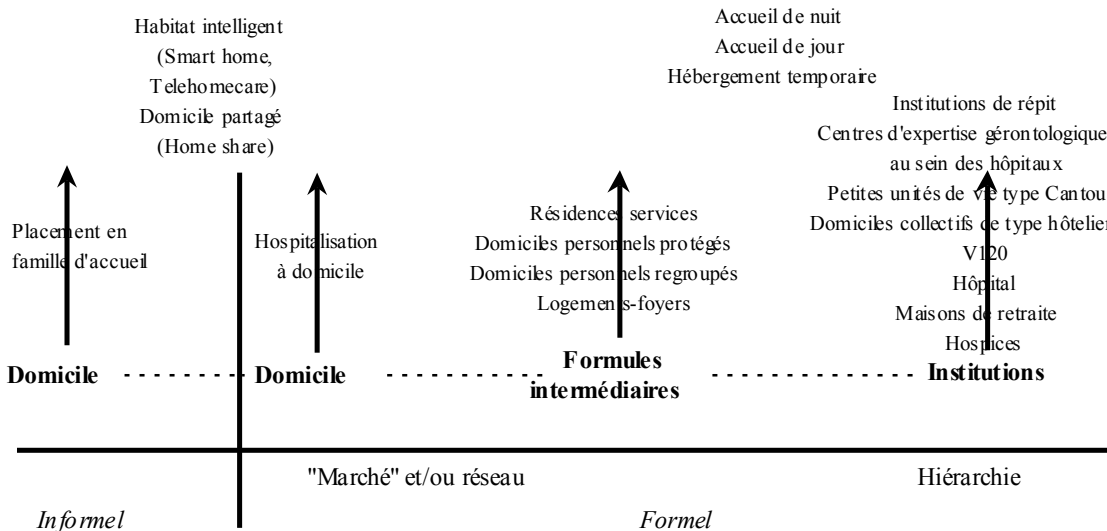 Habitat intelligent
(Smart home,
Telehomecare)
Domicile partagé
(Home share)
Accueil de nuit
Accueil de jour
Hébergement temporaire
Institutions de répit
Centres d'expertise gérontologique
au sein des hôpitaux
Petites unités de vie type Cantou
Domiciles collectifs de type hôtelier
V120
Hôpital
Maisons de retraite
Hospices
Placement en
famille d'accueil
Hospitalisation
à domicile
Résidences services
Domiciles personnels protégés
Domiciles personnels regroupés
Logements-foyers
Domicile
Domicile
Formules
intermédiaires
Institutions
"Marché" et/ou réseau
Hiérarchie
Informel
Formel